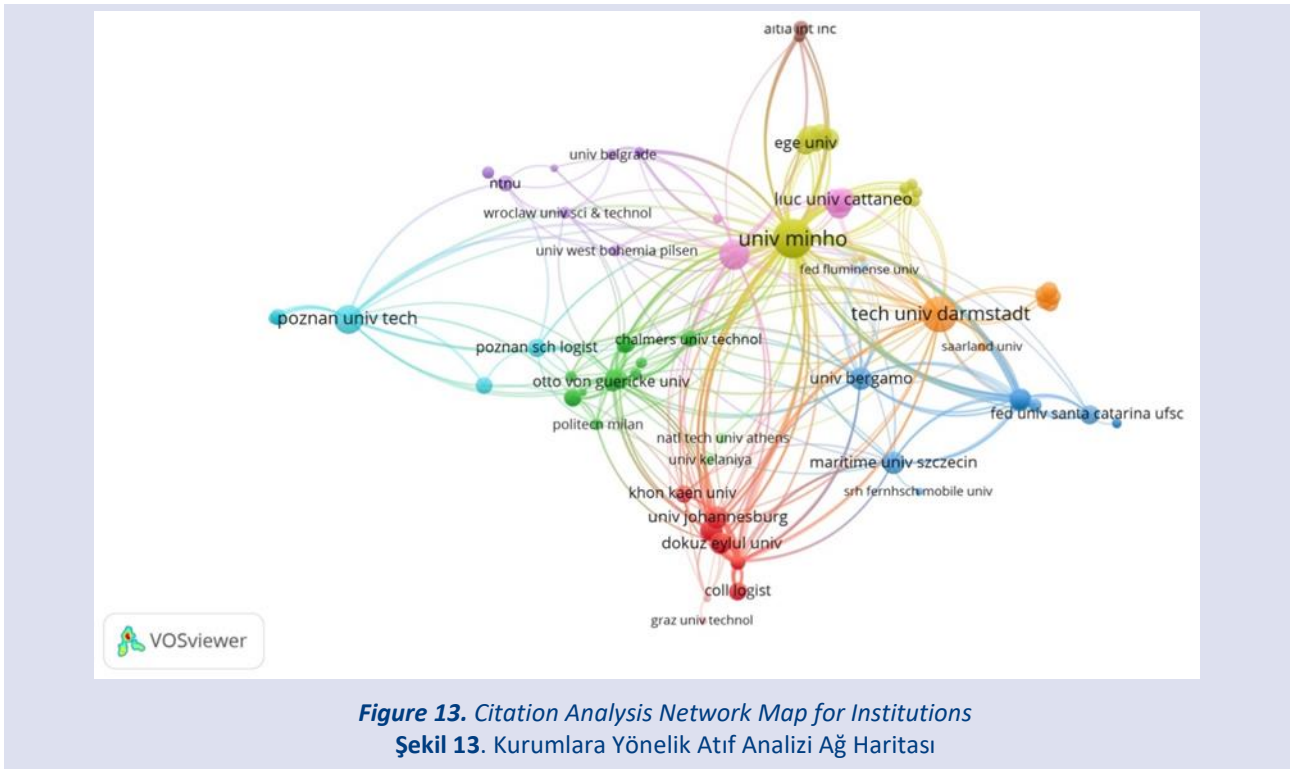 aitia int inc
ege univ
univ belgrade
ntnu
liuc univ cattaneo
wroclaw univ sci & technol
univ minho
univ west bohemia pilsen
fed fluminense univ
poznan univ tech
tech univ darmstadt
chalmers univ technol
poznan sch logist
saarland univ
otto von guericke univ
univ bergamo
fed univ santa catarina ufsc
politecn milan
natl tech univ athens
univ kelaniya
maritime univ szczecin
khon kaen univ
srh fernhsch mobile univ
univ johannesburg
dokuz eylul univ
coll logist
graz univ technol
VOSviewer
Figure 13. Citation Analysis Network Map for Institutions
Şekil 13. Kurumlara Yönelik Atıf Analizi Ağ Haritası